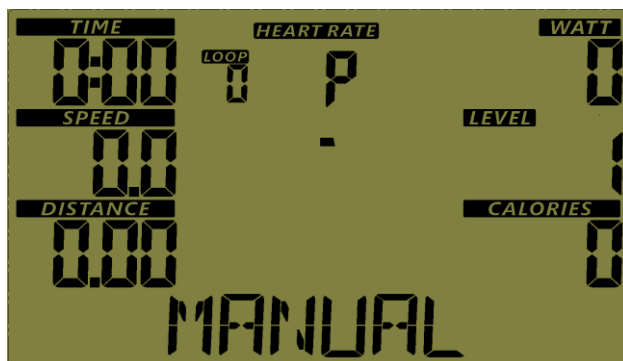 TIME HEART RATE WATT
0:00 LOOP 0 P 0
SPEED LEVEL
0.0 - 1
DISTANCE CALORIES
0.00 0
MANUAL